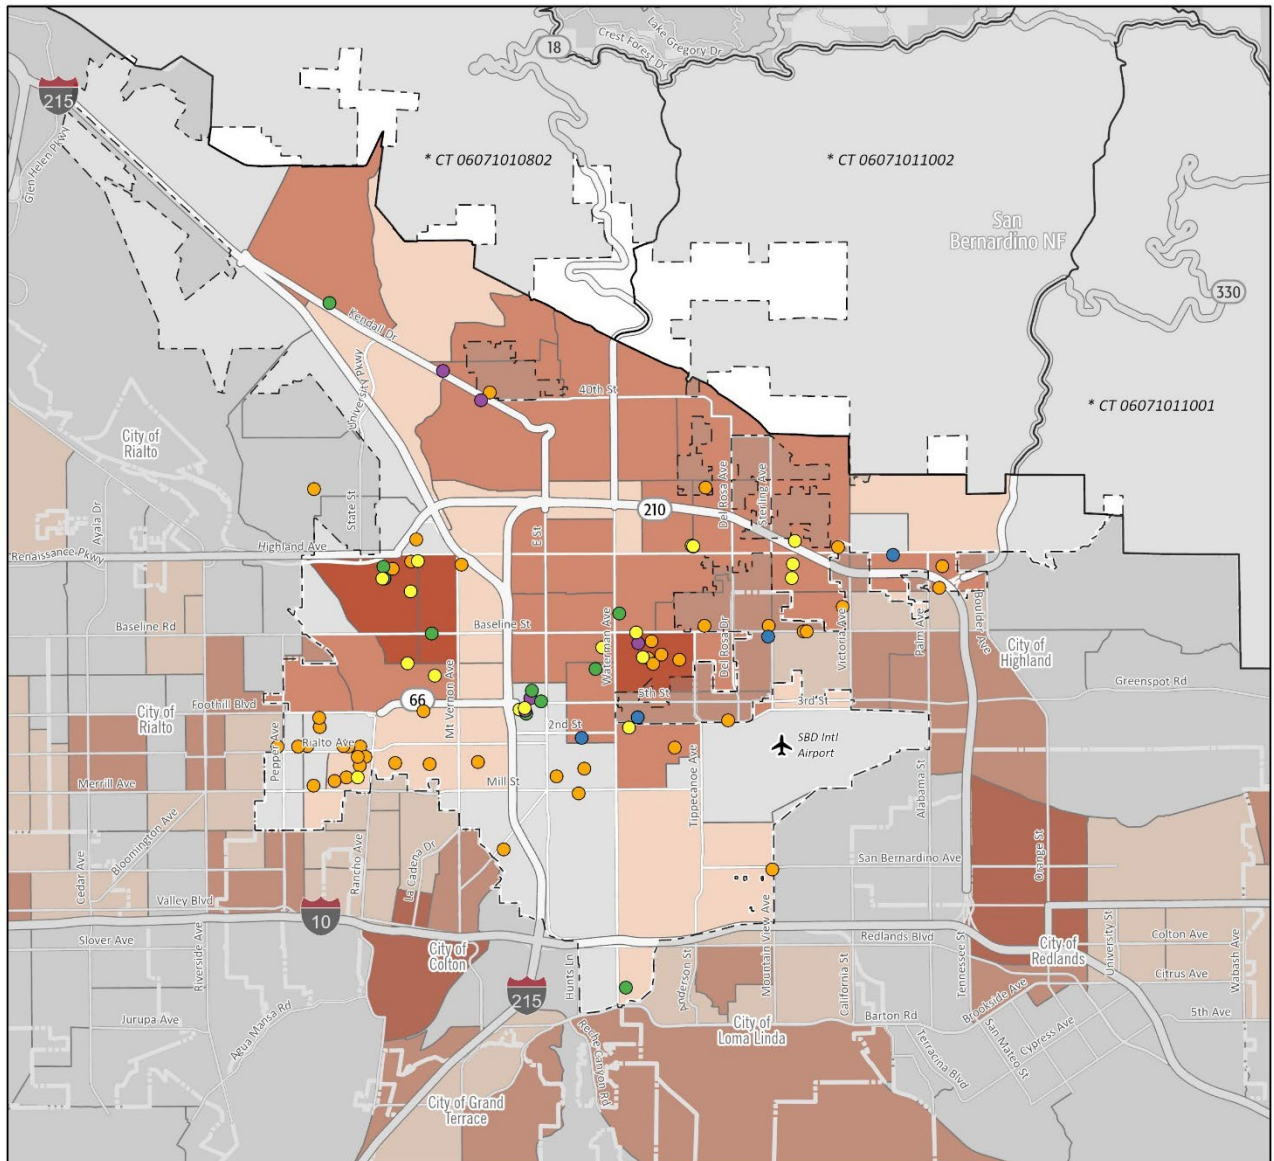 18
Crest Forest Dr
Lake Gregory Dr
215
Glen Helen Pkwy
* CT 06071010802
* CT 06071011002
San
Bernardino NF
330
Kendall Dr
University Pkwy
40th St
* CT 06071011001
City of
Rialto
Ayala Dr
State St
E St
210
Del Rosa Ave
Sterling Ave
Highland Ave
Renaissance Pkwy
Baseline Rd
Baseline St
Waterman Ave
Del Rosa Dr
Victoria Ave
Palm Ave
Boulder Ave
City of
Highland
Mt Vernon Ave
Greenspot Rd
66
5th St
3rd St
Foothill Blvd
City of
Rialto
2nd St
Pepper Ave
Rialto Ave
SBD Intl
Airport
Tippecanoe Ave
Alabama St
Merrill Ave
Mill St
Bloomington Ave
Cedar Ave
Rancho Ave
La Cadena Dr
San Bernardino Ave
Orange St
Valley Blvd
10
Slover Ave
Riverside Ave
City of
Colton
Hunts Ln
Anderson St
Mountain View Ave
California St
Redlands Blvd
Tennessee St
City of
Redlands
University St
Colton Ave
Citrus Ave
Wabash Ave
215
Jurupa Ave
Agua Mansa Rd
Reche Canyon Rd
City of
Loma Linda
Barton Rd
Brookside Ave
San Mateo St
Cypress Ave
5th Ave
Terracina Blvd
City of Grand
Terrace